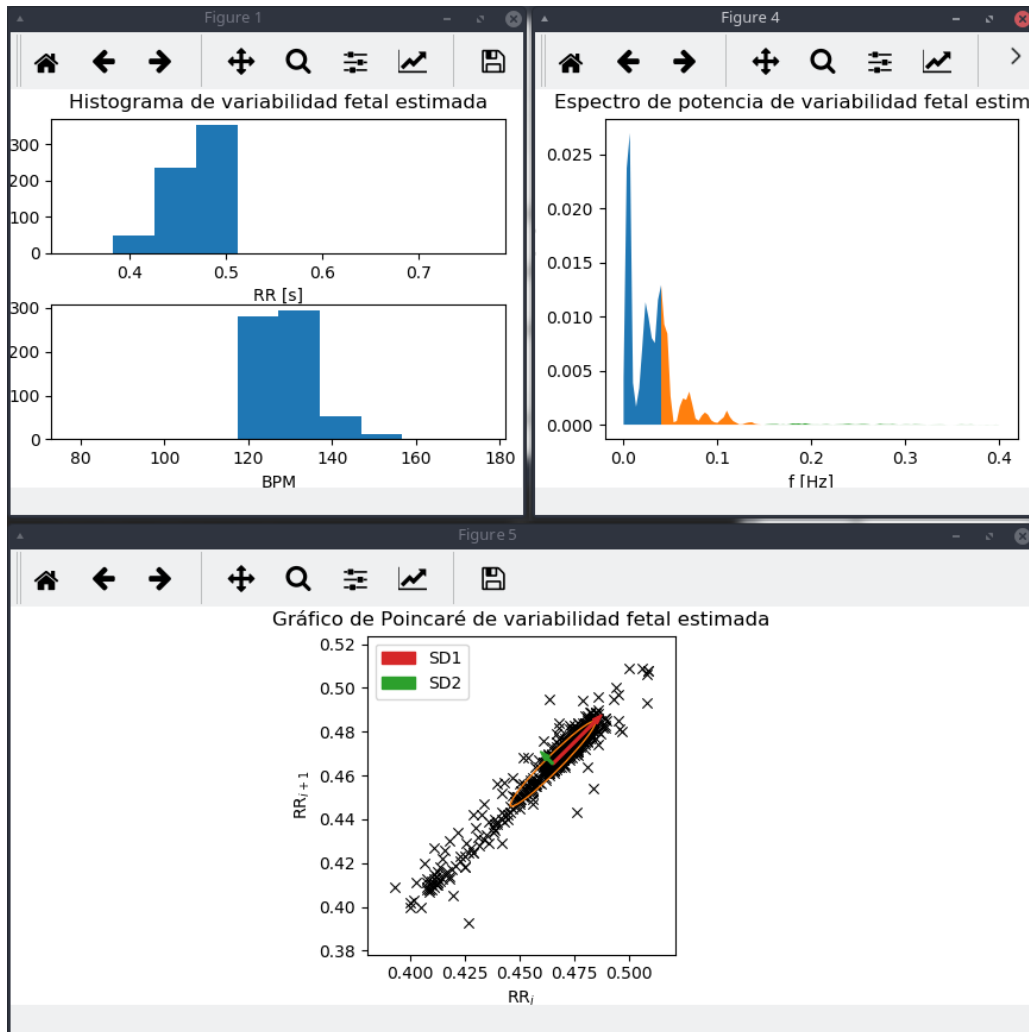 Figure 1
Histograma de variabilidad fetal estimada
300
200
100
0
0.4 0.5 0.6 0.7
RR [s]
300
200
100
0
80 100 120 140 160 180
BPM
Figure 4
Espectro de potencia de variabilidad fetal estim
0.025
0.020
0.015
0.010
0.005
0.000
0.0 0.1 0.2 0.3 0.4
f [Hz]
Figure 5
Gráfico de Poincaré de variabilidad fetal estimada
SD1
SD2
0.52
0.50
0.48
0.46
0.44
0.42
0.40
0.38
RRi+1
0.400 0.425 0.450 0.475 0.500
RRi